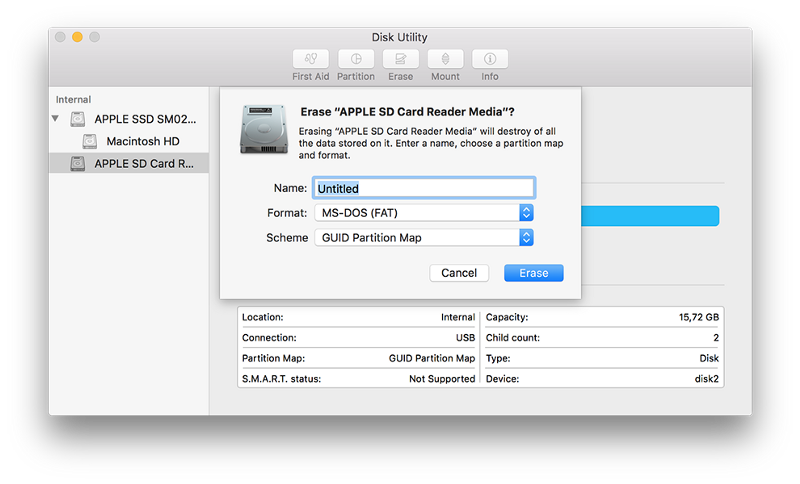 Disk Utility
First Aid
Partition
Erase
Mount
Info
Internal
APPLE SSD SM02...
Macintosh HD
APPLE SD Card R...
Erase “APPLE SD Card Reader Media”?
Erasing “APPLE SD Card Reader Media” will destroy of all
the data stored on it. Enter a name, choose a partition map
and format.
Name: Untitled
Format: MS-DOS (FAT)
Scheme GUID Partition Map
Cancel
Erase
Location: Internal
Capacity: 15,72 GB
Connection: USB
Child count: 2
Partition Map: GUID Partition Map
Type: Disk
S.M.A.R.T. status: Not Supported
Device: disk2